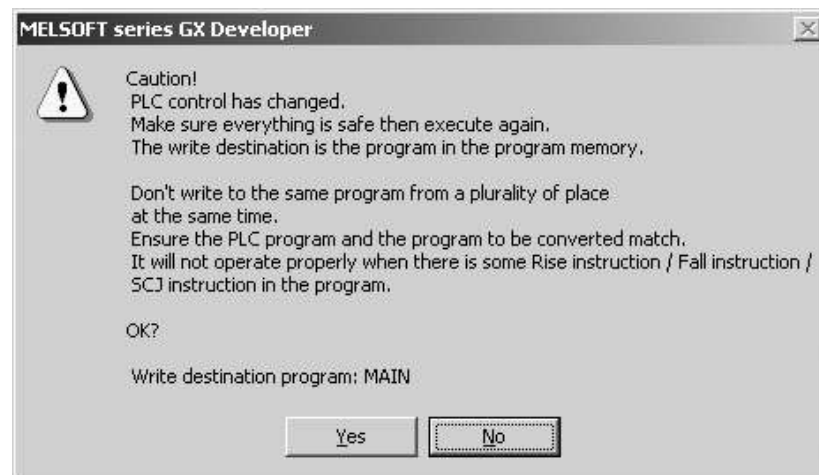 MELSOFT series GX Developer
Caution!
PLC control has changed.
Make sure everything is safe then execute again.
The write destination is the program in the program memory.
Don't write to the same program from a plurality of place
at the same time.
Ensure the PLC program and the program to be converted match.
It will not operate properly when there is some Rise instruction / Fall instruction /
SCJ instruction in the program.
OK?
Write destination program: MAIN
Yes
No